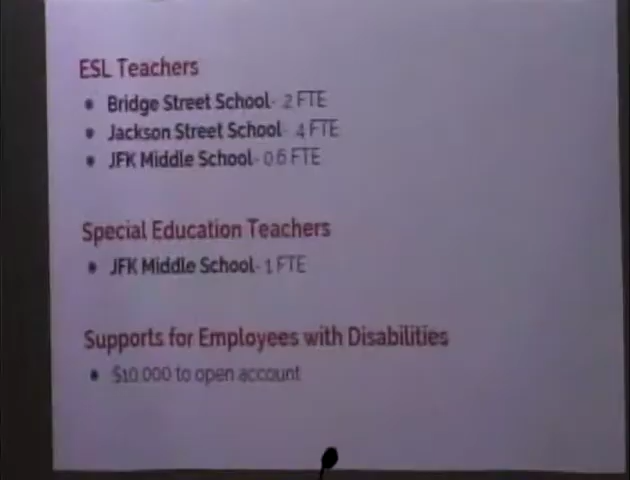 ESL Teachers
• Bridge Street School- 2 FTE
• Jackson Street School- 4 FTE
• JFK Middle School- 0.6 FTE
Special Education Teachers
• JFK Middle School- 1 FTE
Supports for Employees with Disabilities
• $10,000 to open account